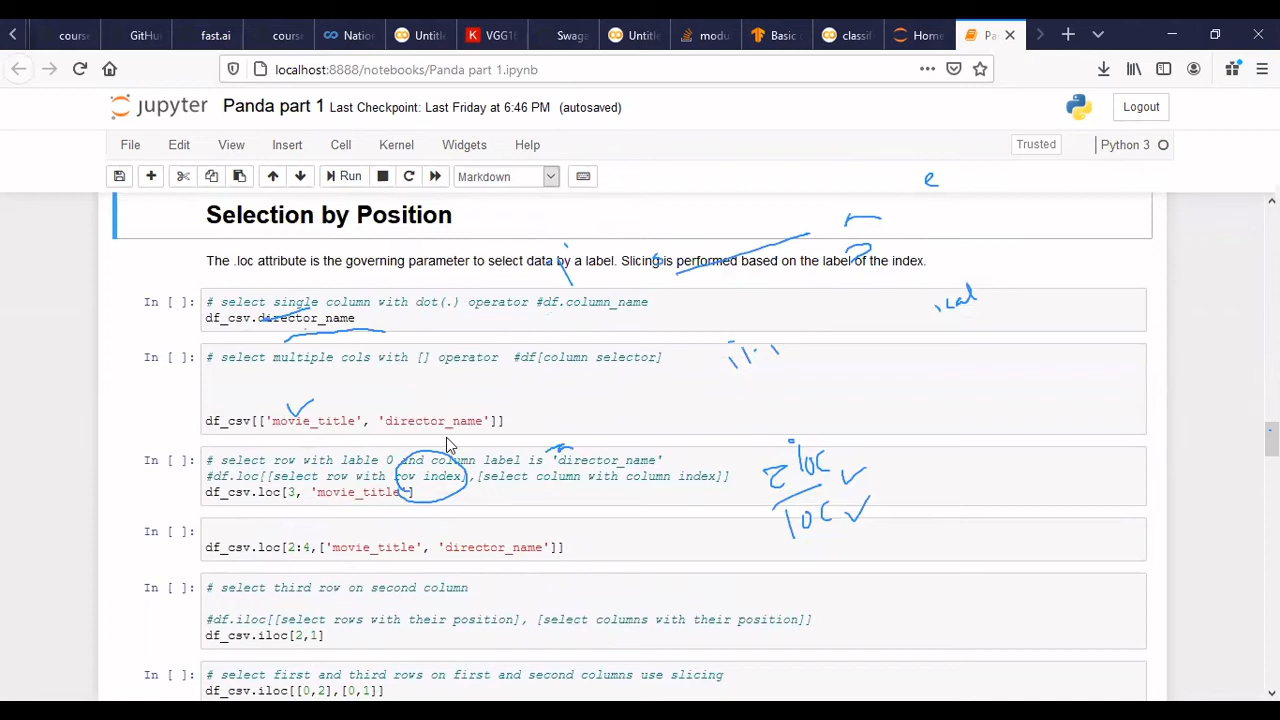 course
GitHu
fast.ai
course
Nation
Untitle
VGG16
Swage
Untitle
modu
Basic
classif
Home
Pa
localhost:8888/notebooks/Panda part 1.ipynb
jupyter Panda part 1 Last Checkpoint: Last Friday at 6:46 PM (autosaved)
Logout
File Edit View Insert Cell Kernel Widgets Help
Trusted
Python 3
Run
Markdown
e
Selection by Position
The .loc attribute is the governing parameter to select data by a label. Slicing is performed based on the label of the index.
In [ ]: # select single column with dot(.) operator #df.column_name
df_csv.director_name
In [ ]: # select multiple cols with [] operator #df[column selector]
df_csv[['movie_title', 'director_name']]
In [ ]: # select row with lable 0 and column label is 'director_name'
#df.loc[[select row with row index],[select column with column index]]
df_csv.loc[3, 'movie_title']
iloc
loc
In [ ]:
df_csv.loc[2:4,['movie_title', 'director_name']]
In [ ]: # select third row on second column
#df.iloc[[select rows with their position], [select columns with their position]]
df_csv.iloc[2,1]
In [ ]: # select first and third rows on first and second columns use slicing
df_csv.iloc[[0,2],[0,1]]